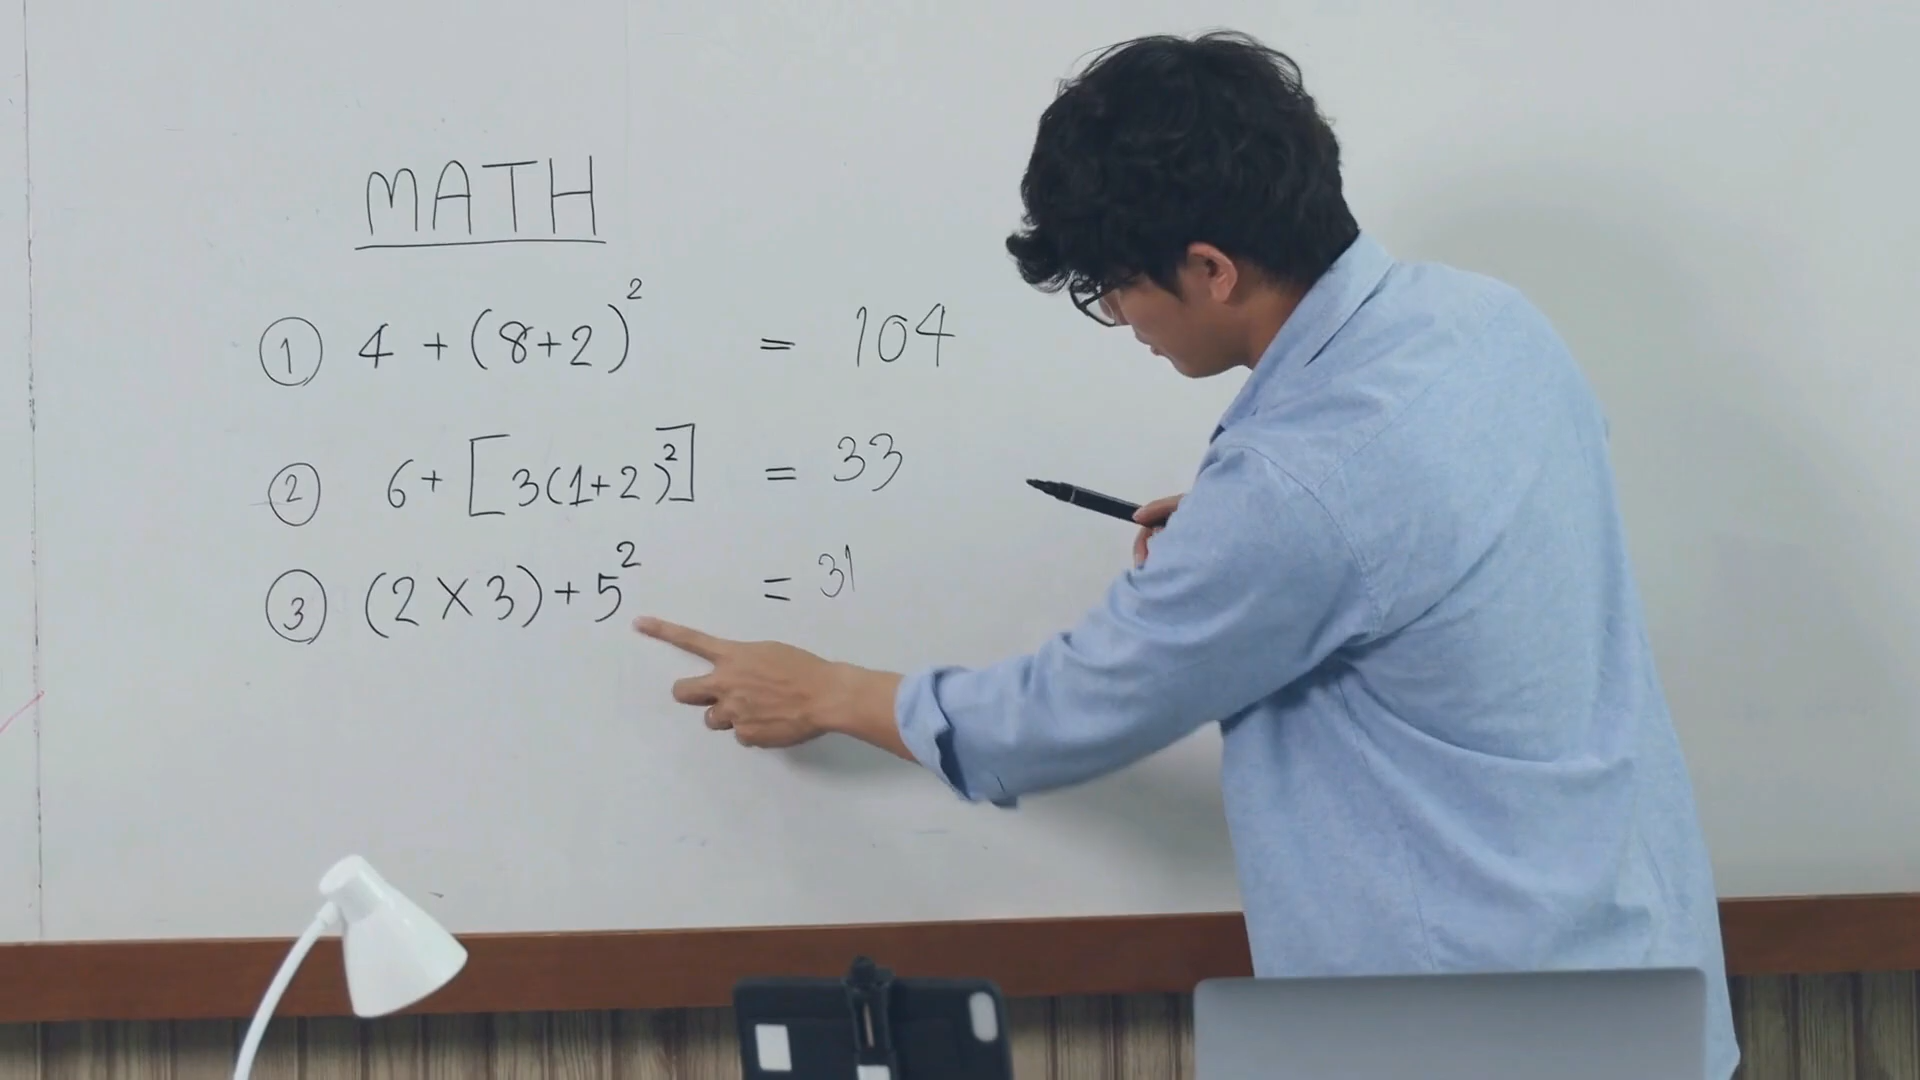 MATH
① 4 + (8+2)² = 104
② 6 + [3(1+2)²] = 33
③ (2 × 3) + 5² = 31